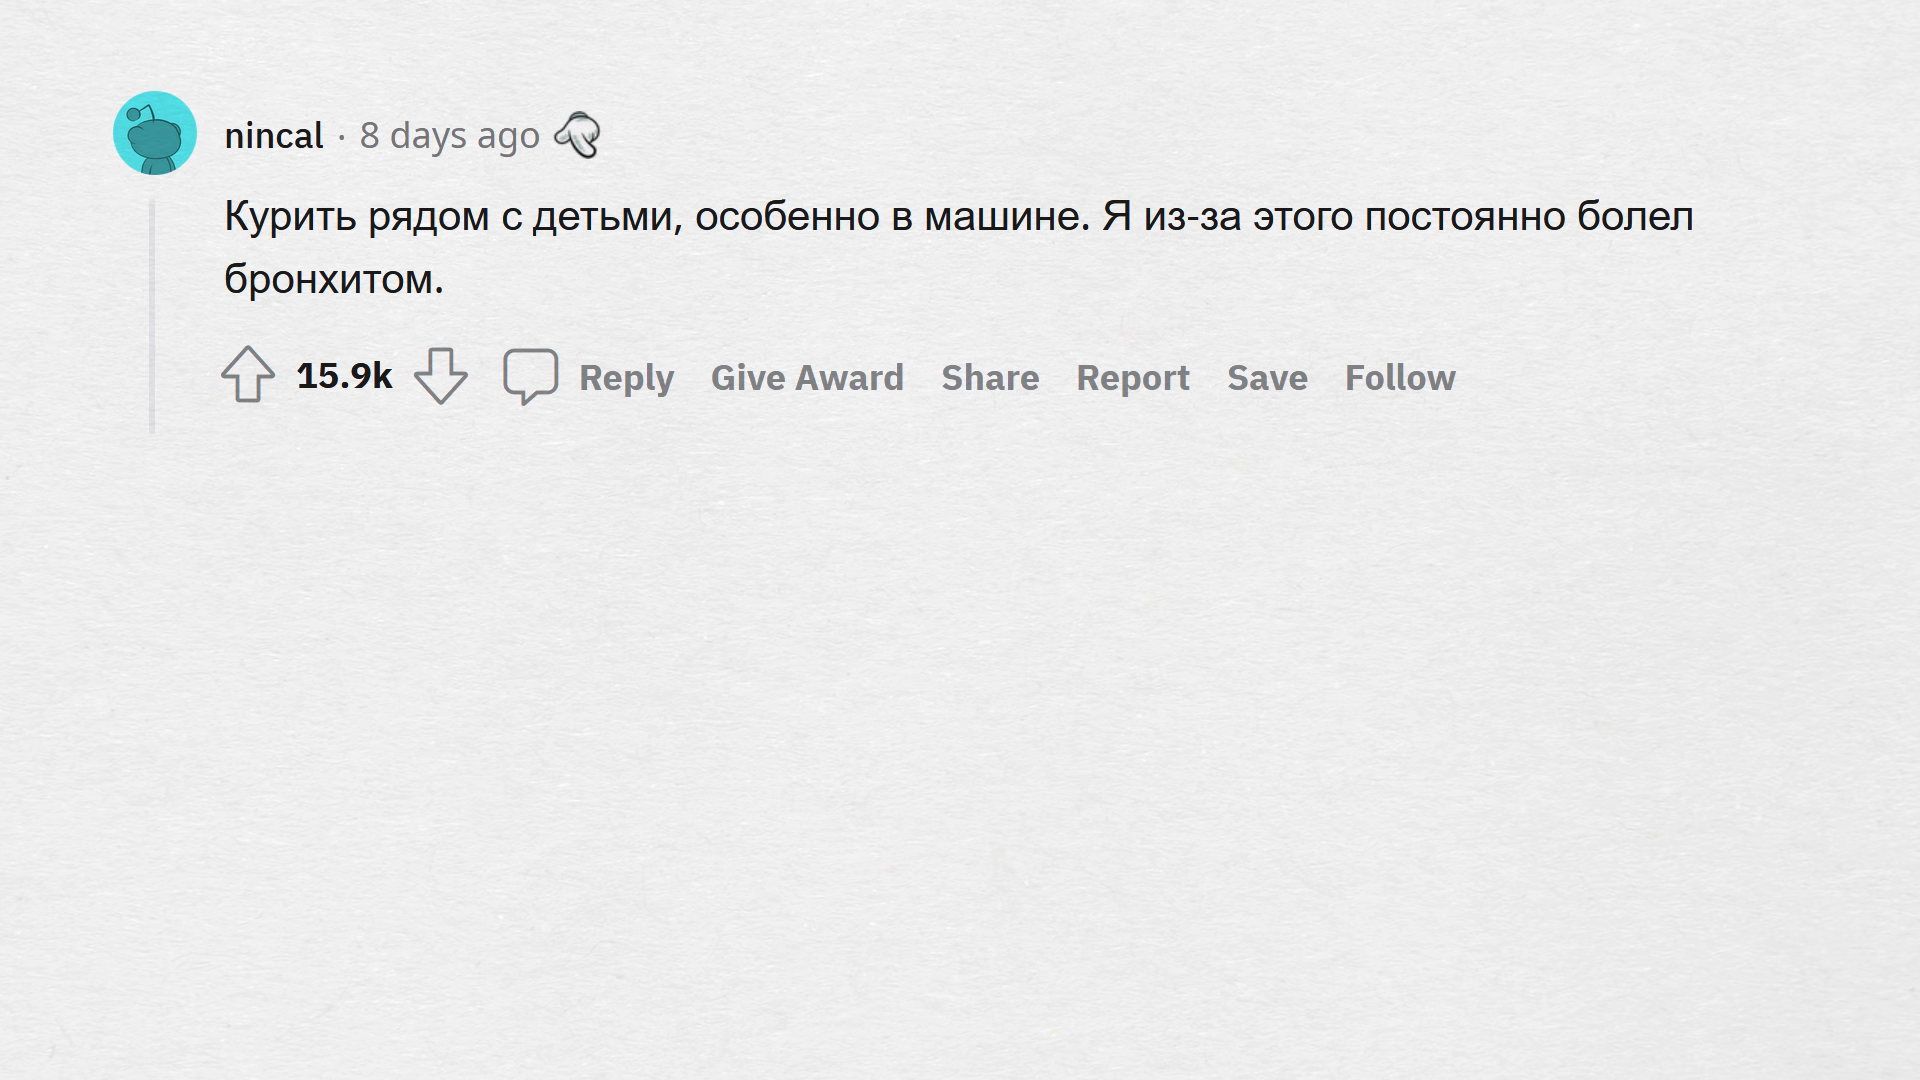 nincal · 8 days ago
Курить рядом с детьми, особенно в машине. Я из-за этого постоянно болел
бронхитом.
15.9k Reply Give Award Share Report Save Follow